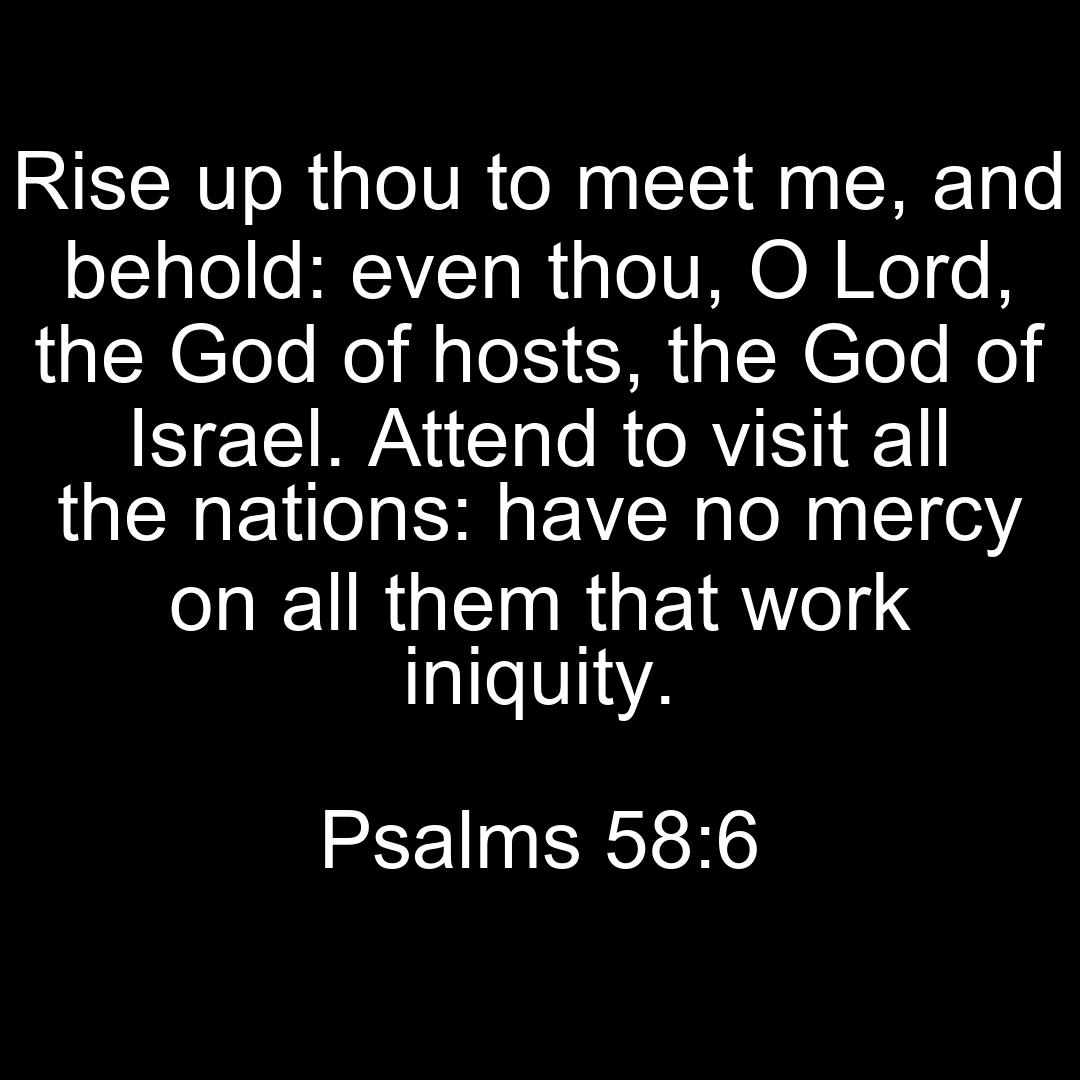 Rise up thou to meet me, and
behold: even thou, O Lord,
the God of hosts, the God of
Israel. Attend to visit all
the nations: have no mercy
on all them that work
iniquity.
Psalms 58:6